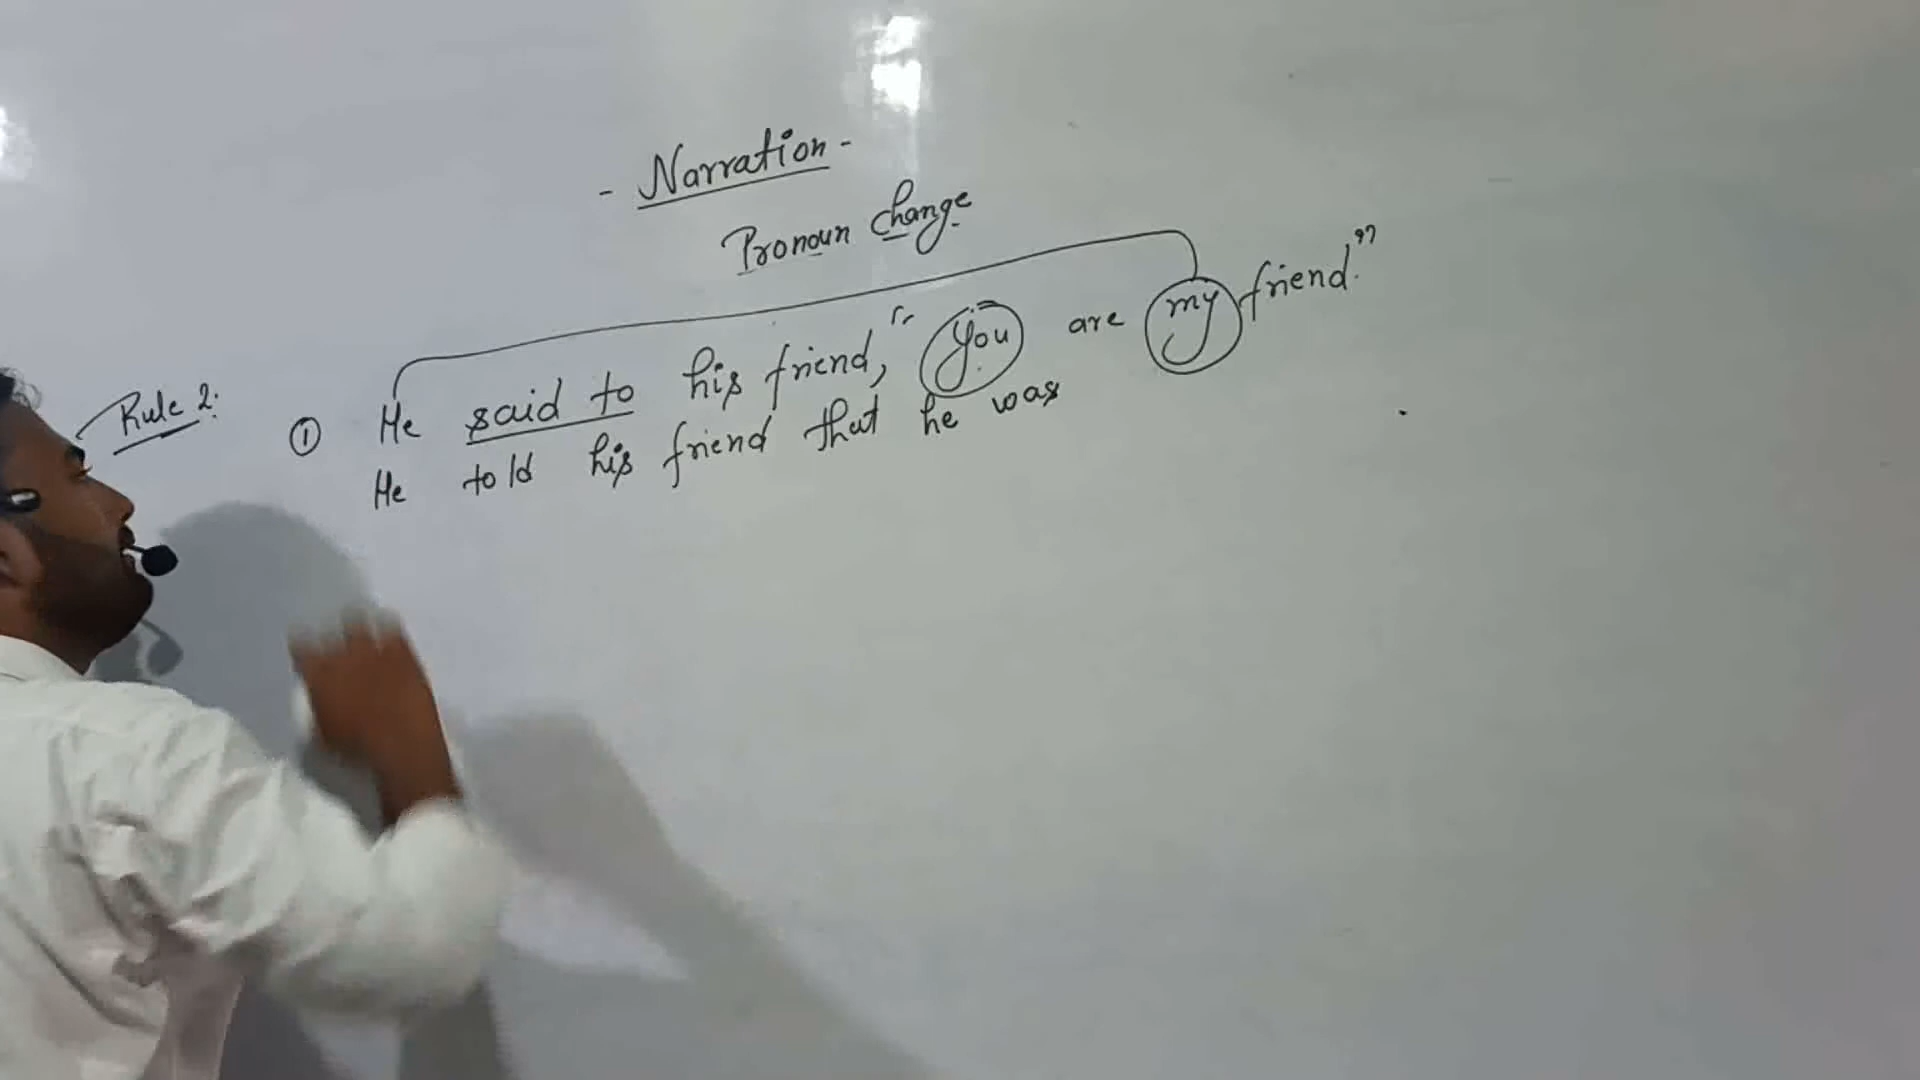 - Narration -
Pronoun change
Rule 2:
① He said to his friend, "you are my friend."
He told his friend that he was